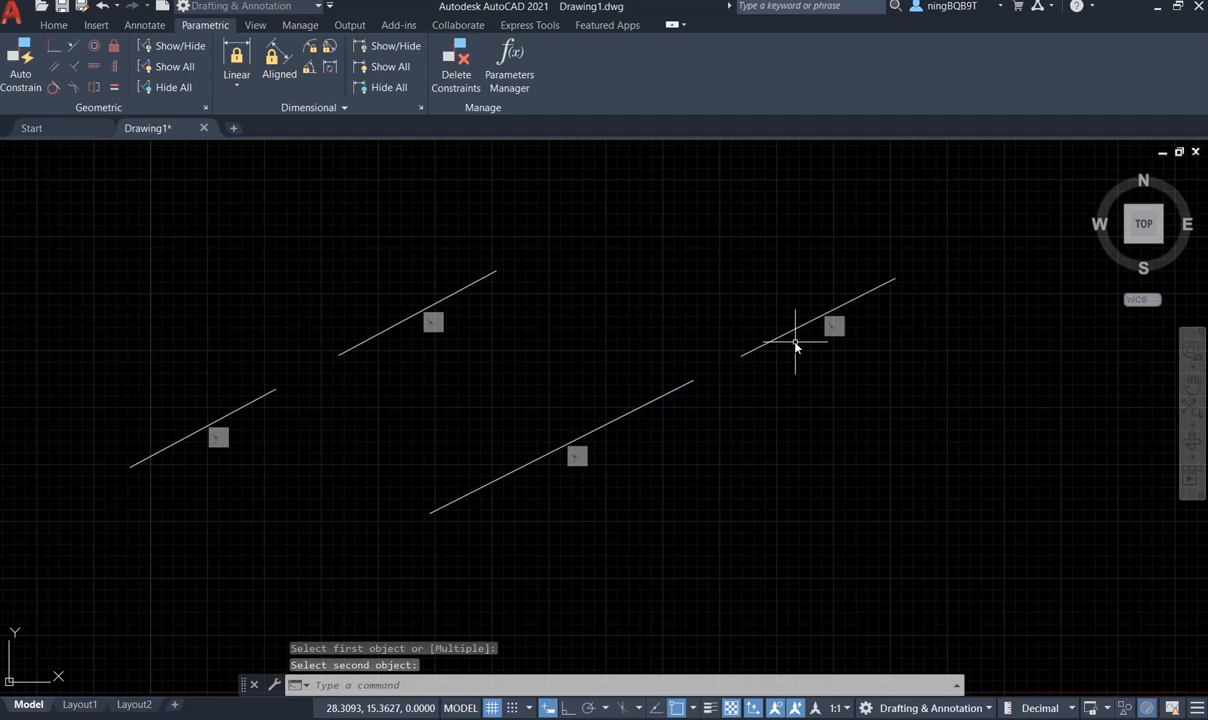 Drafting & Annotation
Autodesk AutoCAD 2021 Drawing1.dwg
Type a keyword or phrase
ningBQB9T
Home Insert Annotate Parametric View Manage Output Add-ins Collaborate Express Tools Featured Apps
Auto
Constrain
Show/Hide
Show All
Hide All
Geometric
Linear
Aligned
Show/Hide
Show All
Hide All
Dimensional
f(x)
Delete
Constraints
Parameters
Manager
Manage
Start Drawing1*
N
W TOP E
S
WCS
Select first object or [Multiple]:
Select second object:
Type a command
Y
X
Model Layout1 Layout2
28.3093, 15.3627, 0.0000 MODEL 1:1 Drafting & Annotation Decimal